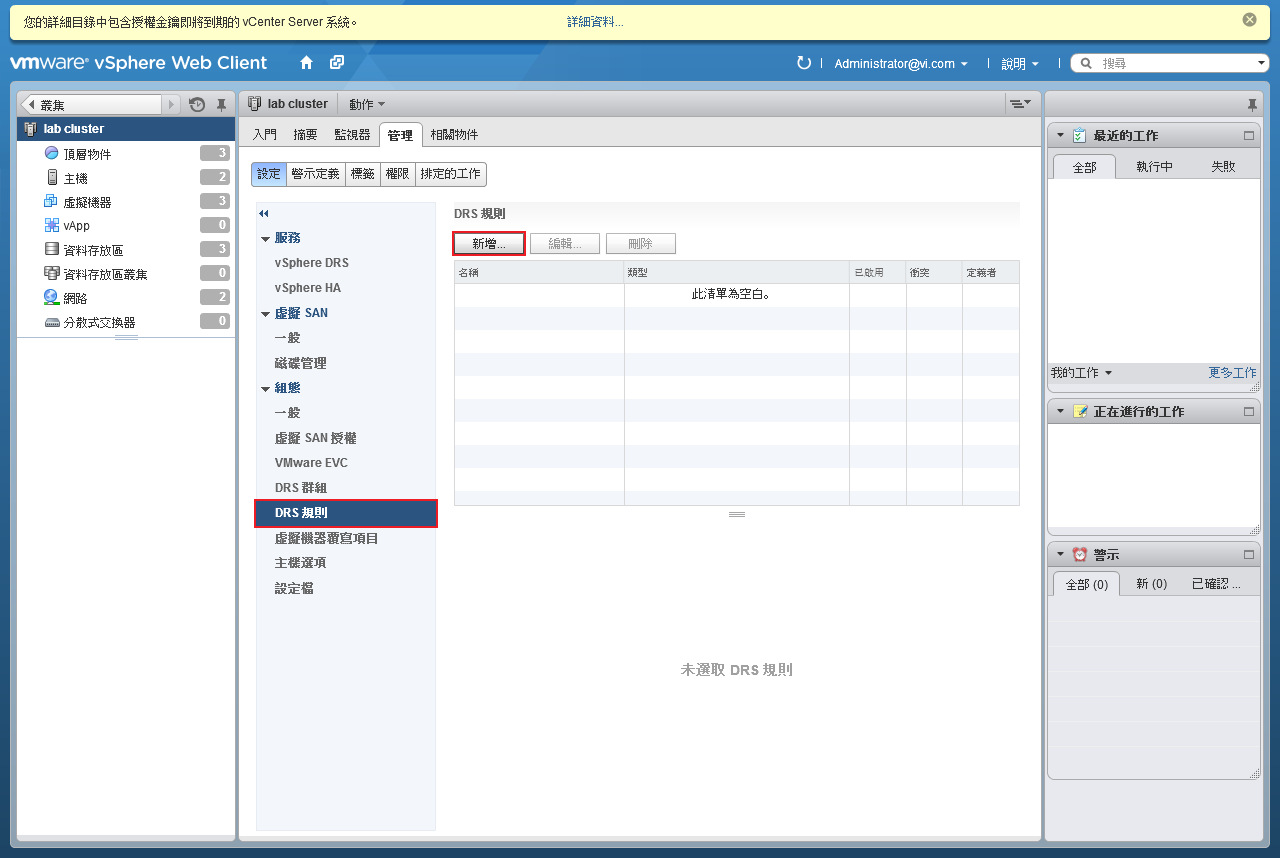 您的詳細目錄中包含授權金鑰即將到期的 vCenter Server 系統。 詳細資料...
vmware® vSphere Web Client
Administrator@vi.com
說明
搜尋
叢集
lab cluster
頂層物件 3
主機 2
虛擬機器 3
vApp 0
資料存放區 3
資料存放區叢集 0
網路 2
分散式交換器 0
lab cluster 動作
入門 摘要 監視器 管理 相關物件
設定 警示定義 標籤 權限 排定的工作
服務
vSphere DRS
vSphere HA
虛擬 SAN
一般
磁碟管理
組態
一般
虛擬 SAN 授權
VMware EVC
DRS 群組
DRS 規則
虛擬機器覆寫項目
主機選項
設定檔
DRS 規則
新增... 編輯... 刪除
名稱 類型 已啟用 衝突 定義者
此清單為空白。
未選取 DRS 規則
最近的工作
全部 執行中 失敗
我的工作 更多工作
正在進行的工作
警示
全部 (0) 新 (0) 已確認 ...